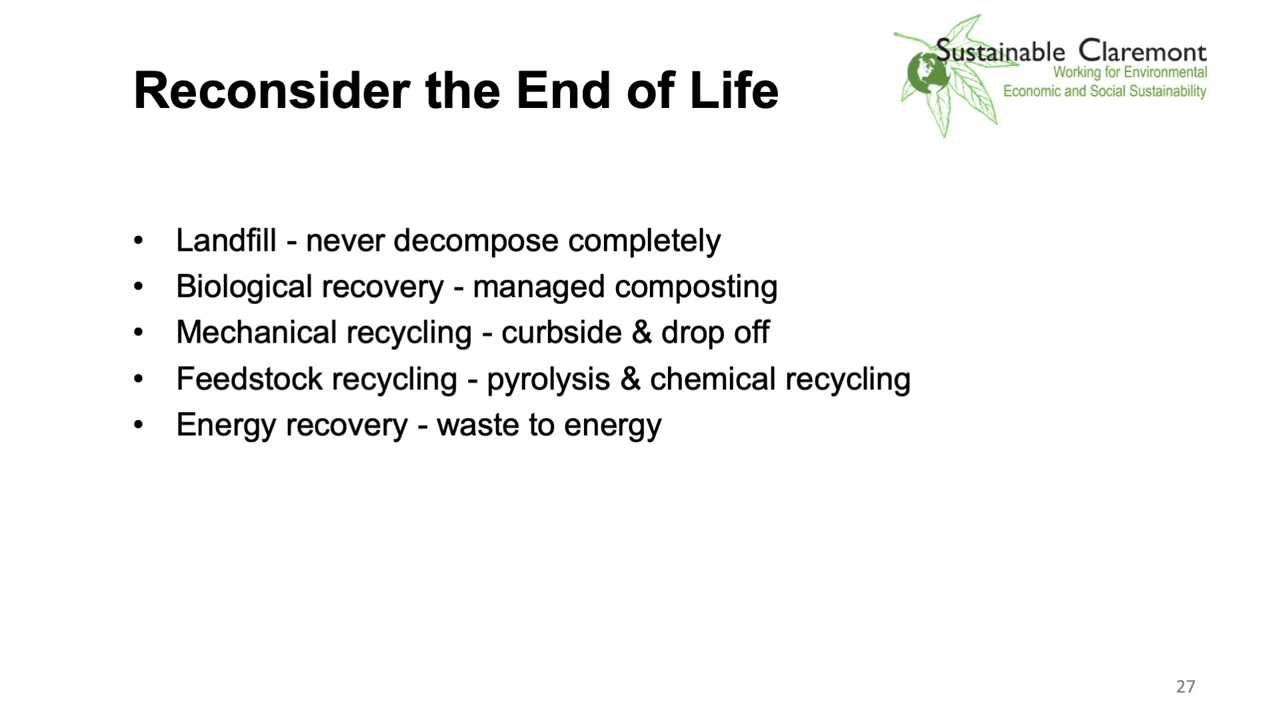 Sustainable Claremont
Working for Environmental
Economic and Social Sustainability
Reconsider the End of Life
• Landfill - never decompose completely
• Biological recovery - managed composting
• Mechanical recycling - curbside & drop off
• Feedstock recycling - pyrolysis & chemical recycling
• Energy recovery - waste to energy
27